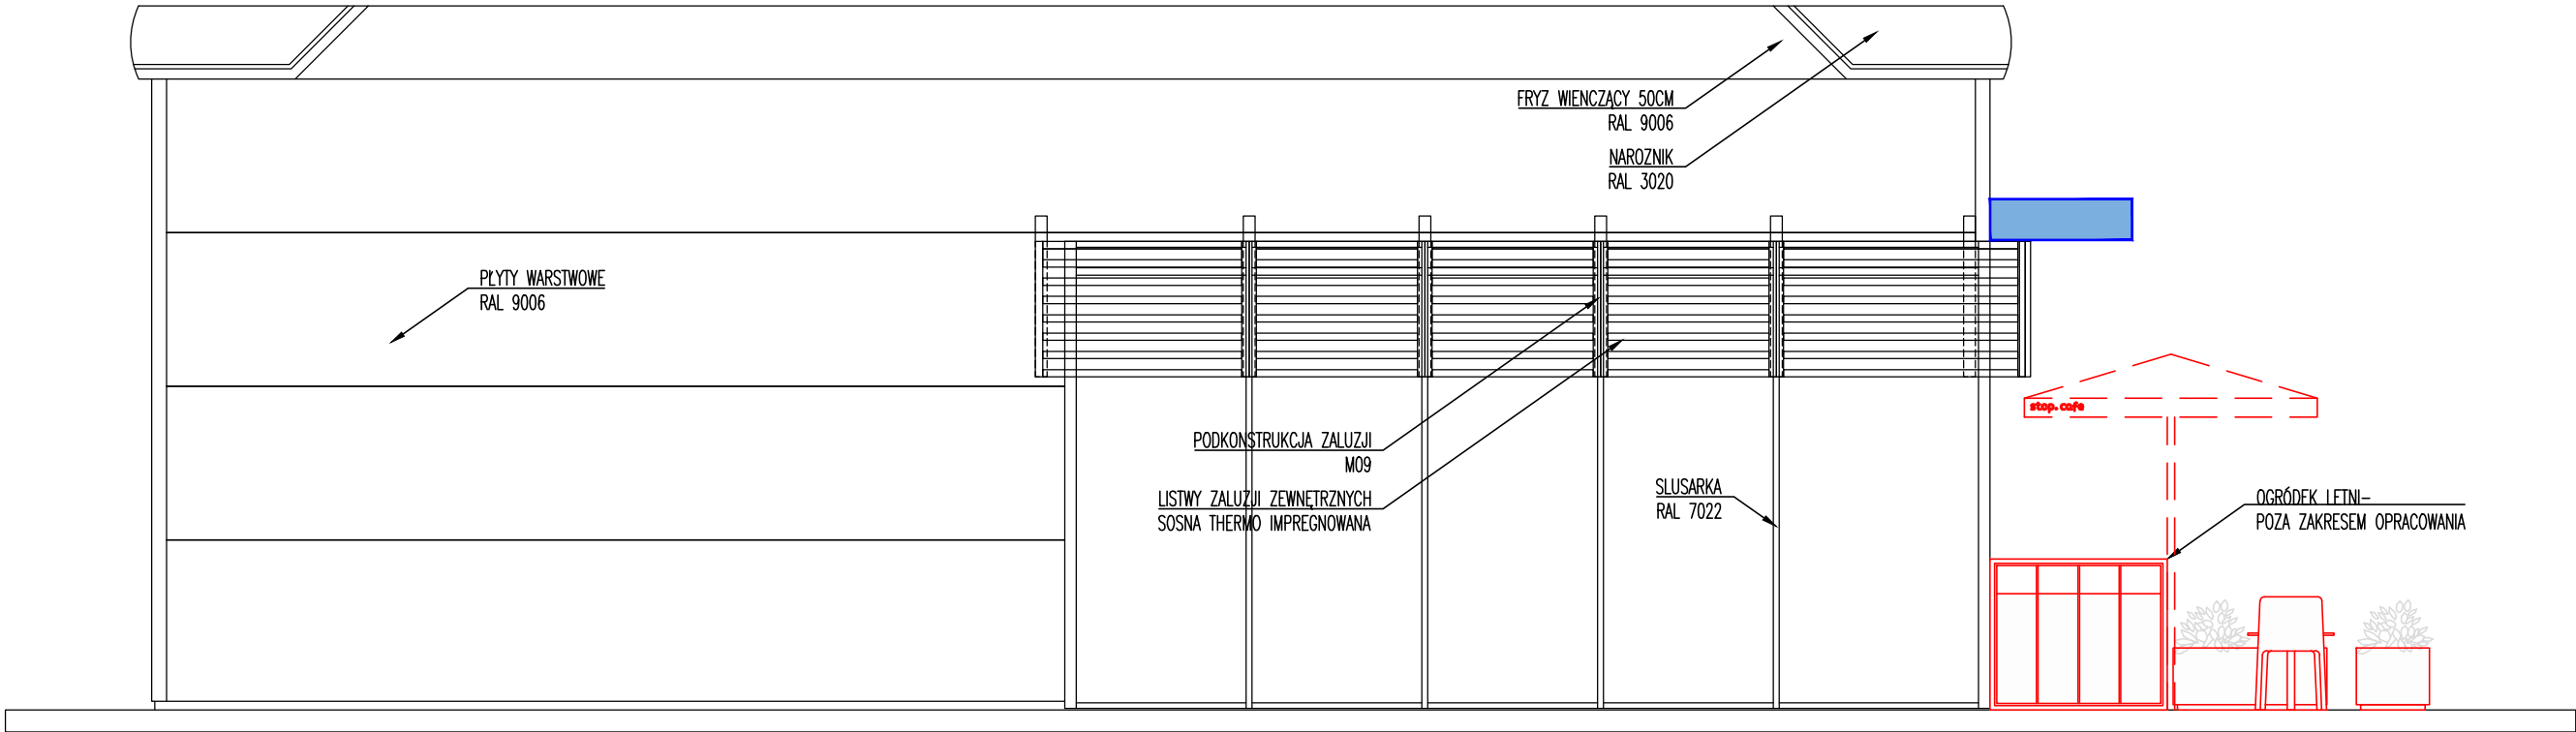 FRYZ WIENCZĄCY 50CM
RAL 9006
NAROZNIK
RAL 3020
PŁYTY WARSTWOWE
RAL 9006
stop.cafe
PODKONSTRUKCJA ZALUZJI
M09
LISTWY ZALUZJI ZEWNĘTRZNYCH
SOSNA THERMO IMPREGNOWANA
SLUSARKA
RAL 7022
OGRÓDEK LETNI-
POZA ZAKRESEM OPRACOWANIA